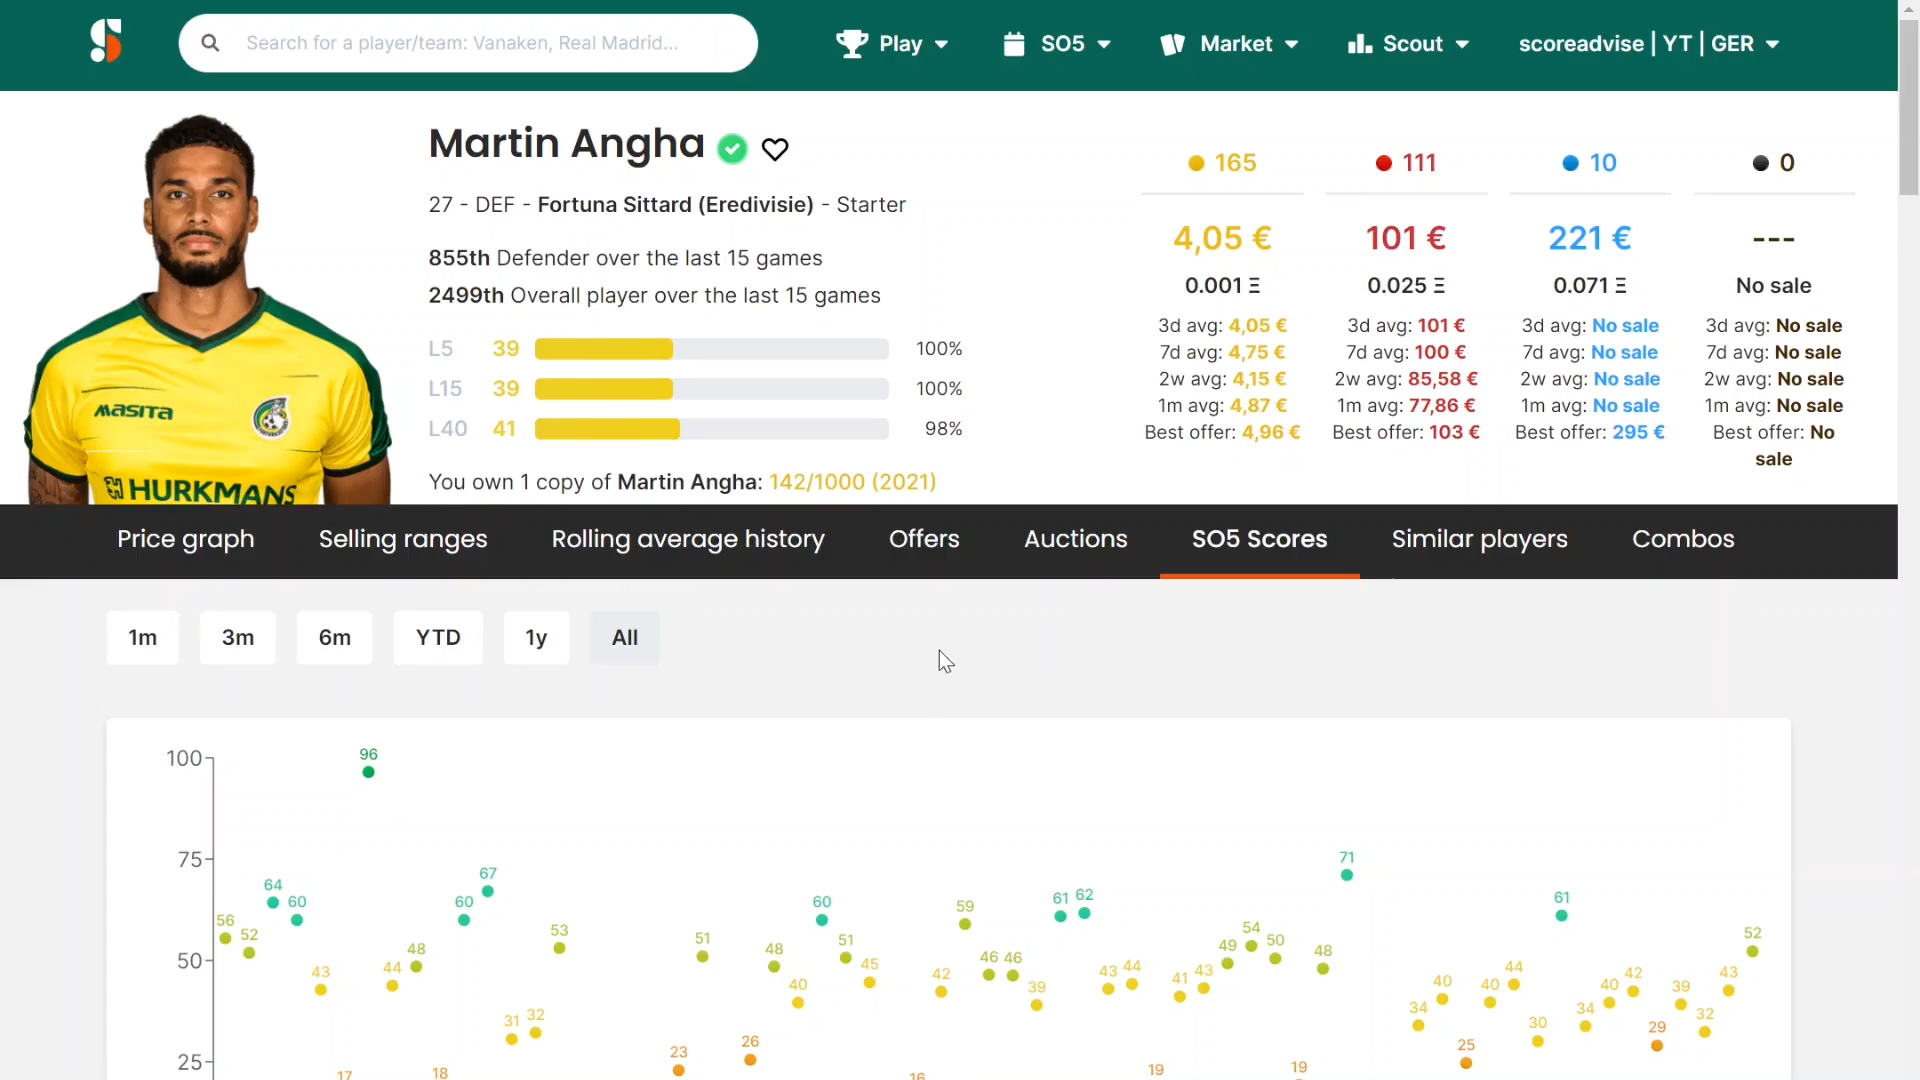 Search for a player/team: Vanaken, Real Madrid...
Play
SO5
Market
Scout
scoreadvise | YT | GER
Martin Angha
27 - DEF - Fortuna Sittard (Eredivisie) - Starter
855th Defender over the last 15 games
2499th Overall player over the last 15 games
L5 39 100%
L15 39 100%
L40 41 98%
You own 1 copy of Martin Angha: 142/1000 (2021)
MASITA
HURKMANS
165
4,05 €
0.001 Ξ
3d avg: 4,05 €
7d avg: 4,75 €
2w avg: 4,15 €
1m avg: 4,87 €
Best offer: 4,96 €
111
101 €
0.025 Ξ
3d avg: 101 €
7d avg: 100 €
2w avg: 85,58 €
1m avg: 77,86 €
Best offer: 103 €
10
221 €
0.071 Ξ
3d avg: No sale
7d avg: No sale
2w avg: No sale
1m avg: No sale
Best offer: 295 €
0
---
No sale
3d avg: No sale
7d avg: No sale
2w avg: No sale
1m avg: No sale
Best offer: No
sale
Price graph
Selling ranges
Rolling average history
Offers
Auctions
SO5 Scores
Similar players
Combos
1m
3m
6m
YTD
1y
All
100
75
50
25
56
52
64
60
43
96
17
44
48
18
60
67
31
32
53
23
51
26
48
40
60
51
45
16
42
59
46
46
39
61
62
43
44
19
41
43
49
54
50
19
48
71
34
40
25
40
44
30
61
34
40
42
29
39
32
43
52